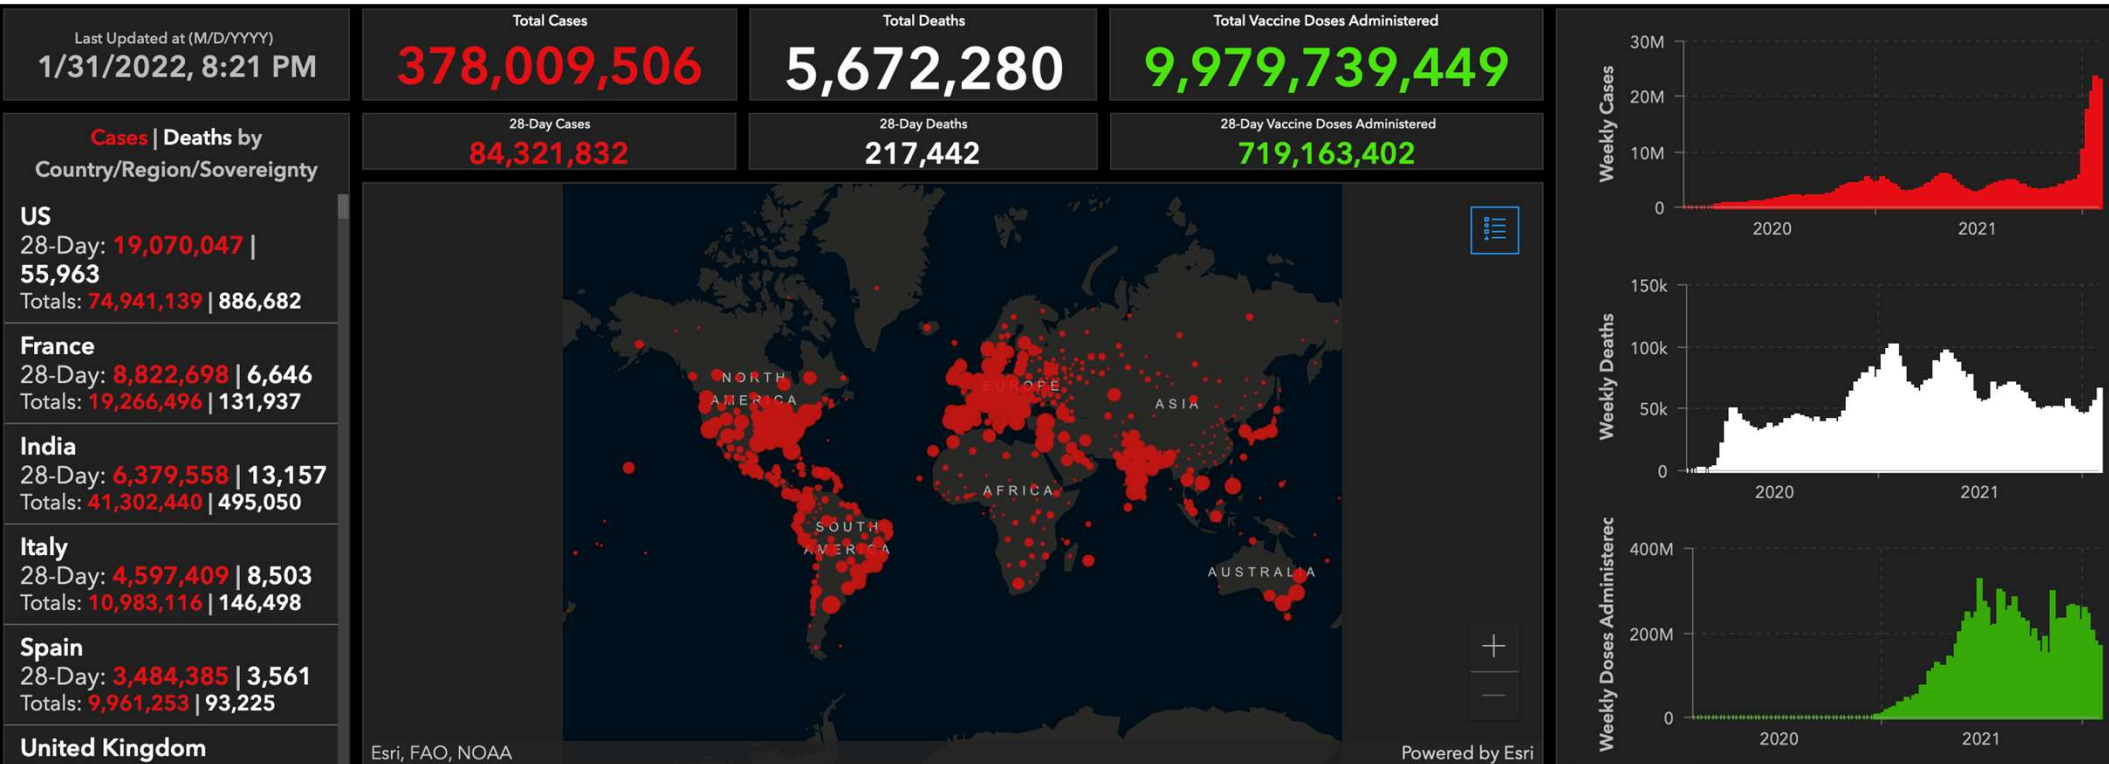 Last Updated at (M/D/YYYY)
1/31/2022, 8:21 PM
Cases | Deaths by
Country/Region/Sovereignty
US
28-Day: 19,070,047 |
55,963
Totals: 74,941,139 | 886,682
France
28-Day: 8,822,698 | 6,646
Totals: 19,266,496 | 131,937
India
28-Day: 6,379,558 | 13,157
Totals: 41,302,440 | 495,050
Italy
28-Day: 4,597,409 | 8,503
Totals: 10,983,116 | 146,498
Spain
28-Day: 3,484,385 | 3,561
Totals: 9,961,253 | 93,225
United Kingdom
Total Cases
378,009,506
Total Deaths
5,672,280
Total Vaccine Doses Administered
9,979,739,449
28-Day Cases
84,321,832
28-Day Deaths
217,442
28-Day Vaccine Doses Administered
719,163,402
NORTH
AMERICA
EUROPE
ASIA
AFRICA
SOUTH
AMERICA
AUSTRALIA
Esri, FAO, NOAA
Powered by Esri
Weekly Cases
30M
20M
10M
0
2020
2021
Weekly Deaths
150k
100k
50k
0
2020
2021
Weekly Doses Administerec
400M
200M
0
2020
2021